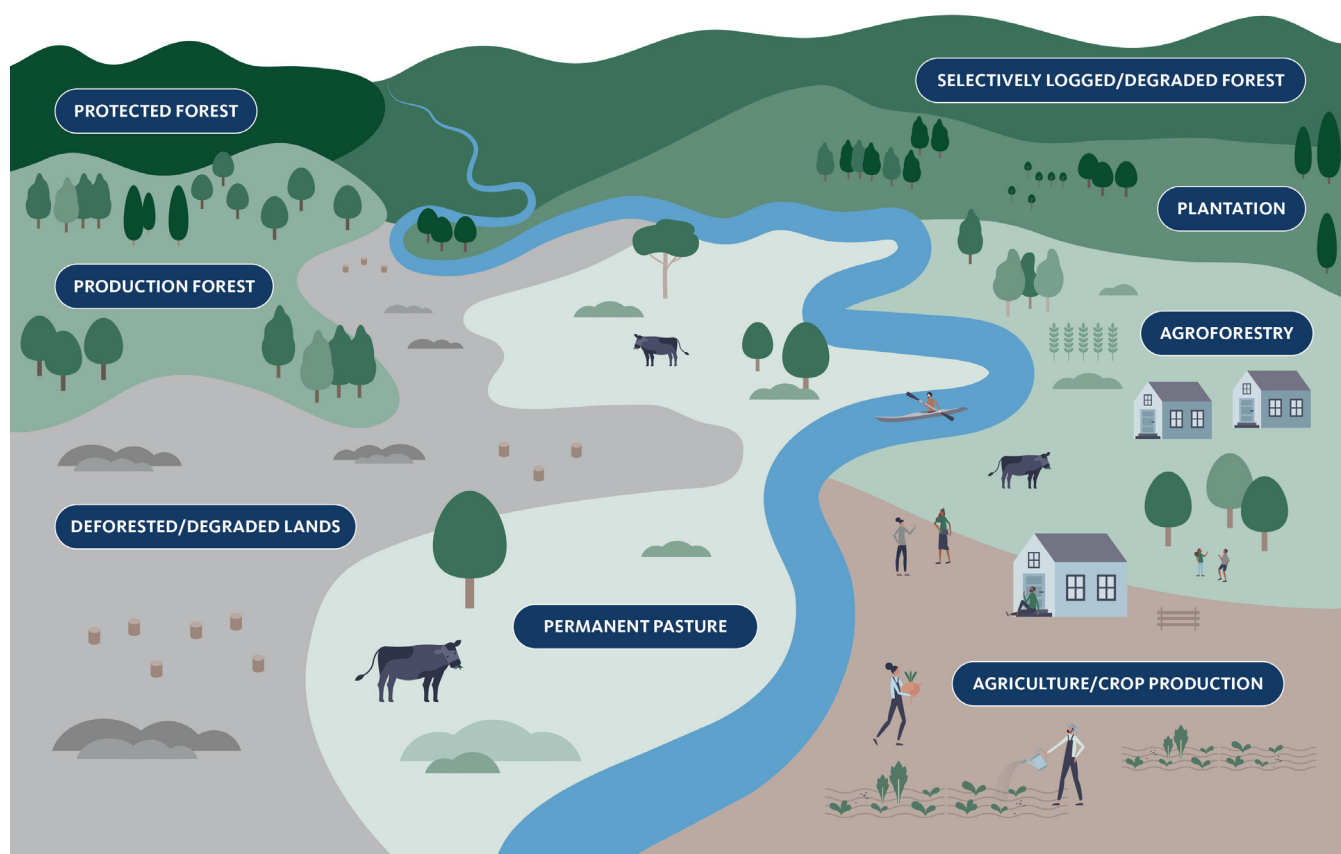 PROTECTED FOREST
SELECTIVELY LOGGED/DEGRADED FOREST
PLANTATION
PRODUCTION FOREST
AGROFORESTRY
DEFORESTED/DEGRADED LANDS
PERMANENT PASTURE
AGRICULTURE/CROP PRODUCTION